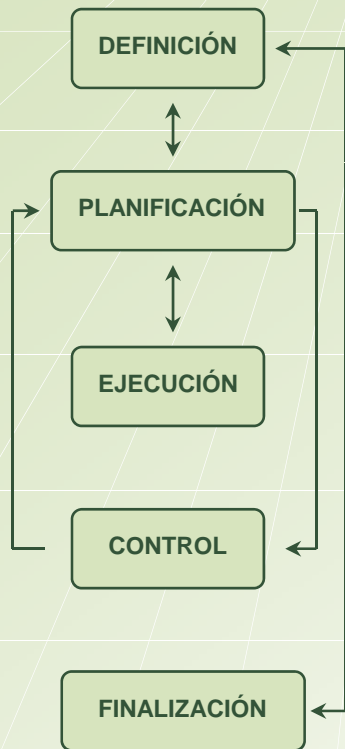 DEFINICIÓN
PLANIFICACIÓN
EJECUCIÓN
CONTROL
FINALIZACIÓN